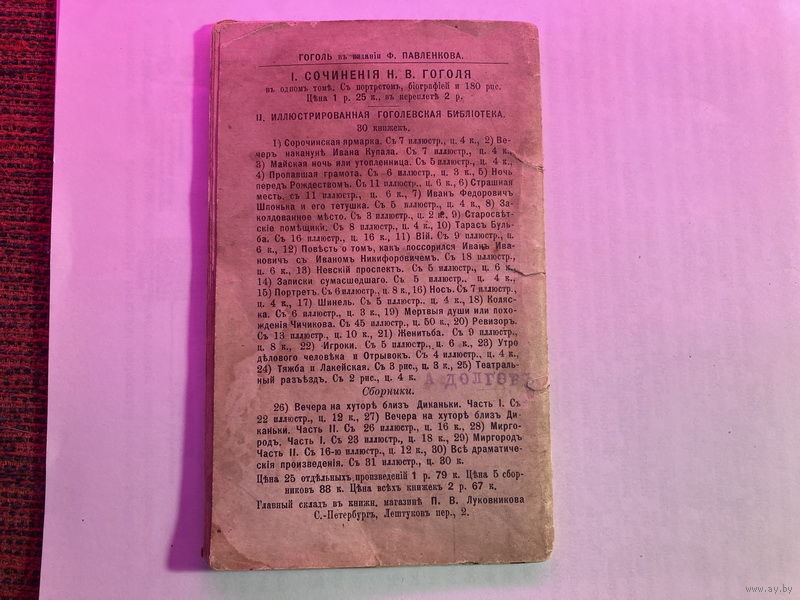 ГОГОЛЬ въ изданіи Ф. ПАВЛЕНКОВА.
I. СОЧИНЕНІЯ Н. В. ГОГОЛЯ
въ одномъ томѣ. Съ портретомъ, біографіей и 180 рис.
Цѣна 1 р. 25 к., въ переплетѣ 2 р.
II. ИЛЛЮСТРИРОВАННАЯ ГОГОЛЕВСКАЯ БИБЛІОТЕКА.
30 книжекъ.
1) Сорочинская ярмарка. Съ 7 иллюстр., ц. 4 к., 2) Ве-
черъ наканунѣ Ивана Купала. Съ 7 иллюстр., ц. 4 к.,
3) Майская ночь или утопленница. Съ 5 иллюстр., ц. 4 к.,
4) Пропавшая грамота. Съ 6 иллюстр., ц. 3 к., 5) Ночь
передъ Рождествомъ. Съ 11 иллюстр., ц. 6 к., 6) Страшная
месть. съ 11 иллюстр., ц. 6 к., 7) Иванъ Федоровичъ
Шпонька и его тетушка. Съ 5 иллюстр., ц. 4 к., 8) За-
колдованное мѣсто. Съ 3 иллюстр., ц. 2 к. 9) Старосвѣт-
скіе помѣщики. Съ 8 иллюстр., ц. 4 к., 10) Тарасъ Буль-
ба. Съ 16 иллюстр., ц. 16 к., 11) Вій. Съ 9 иллюстр., ц.
6 к., 12) Повѣсть о томъ, какъ поссорился Иванъ Ива-
новичъ съ Иваномъ Никифоровичемъ. Съ 18 иллюстр.,
ц. 6 к., 13) Невскій проспектъ. Съ 5 иллюстр., ц. 6 к.,
14) Записки сумасшедшаго. Съ 5 иллюстр., ц. 4 к.,
15) Портретъ. Съ 6 иллюстр., ц. 8 к., 16) Носъ. Съ 7 иллюстр.,
ц. 4 к., 17) Шинель. Съ 5 иллюстр. ц. 4 к., 18) Коляс-
ка. Съ 6 иллюстр., ц. 3 к., 19) Мертвыя души или похо-
жденія Чичикова. Съ 45 иллюстр., ц. 50 к., 20) Ревизоръ.
Съ 13 иллюстр., ц. 10 к., 21) Женитьба. Съ 9 иллюстр.,
ц. 8 к., 22) Игроки. Съ 5 иллюстр., ц. 6 к., 23) Утро
дѣлового человѣка и Отрывокъ. Съ 4 иллюстр., ц. 4 к.,
24) Тяжба и Лакейская. Съ 3 рис., ц. 3 к., 25) Театраль-
ный разъѣздъ. Съ 2 рис., ц. 4 к.
А ДОЛГОВЪ
Сборники.
26) Вечера на хуторѣ близъ Диканьки. Часть I. Съ
22 иллюстр., ц. 12 к., 27) Вечера на хуторѣ близъ Ди-
каньки. Часть II. Съ 26 иллюстр., ц. 16 к., 28) Мирго-
родъ. Часть I. Съ 23 иллюстр., ц. 18 к., 29) Миргородъ
Часть II. Съ 16-ю иллюстр., ц. 12 к., 30) Всѣ драматиче-
скія произведенія. Съ 31 иллюстр., ц. 30 к.
Цѣна 25 отдѣльныхъ произведеній 1 р. 79 к. Цѣна 5 сбор-
никовъ 88 к. Цѣна всѣхъ книжекъ 2 р. 67 к.
Главный складъ въ книжн. магазинѣ П. В. Луковникова
С.-Петербургъ, Лештуковъ пер., 2.
www.ay.by